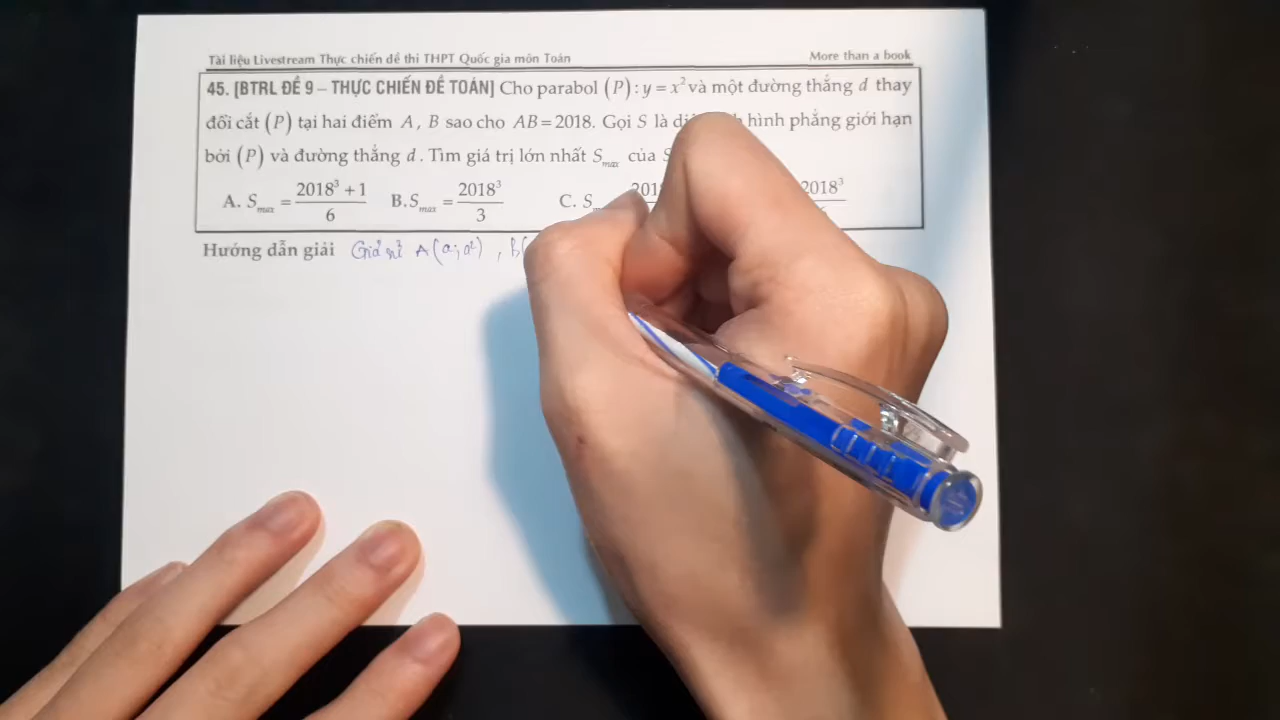 Tài liệu Livestream Thực chiến đề thi THPT Quốc gia môn Toán More than a book
45. [BTRL ĐỀ 9 – THỰC CHIẾN ĐỀ TOÁN] Cho parabol (P): y = x² và một đường thẳng d thay
đổi cắt (P) tại hai điểm A, B sao cho AB = 2018. Gọi S là hình phẳng giới hạn
bởi (P) và đường thẳng d. Tìm giá trị lớn nhất Smax của S
A. Smax = (2018³ + 1)/6 B. Smax = 2018³/3 C. S 2018³
Hướng dẫn giải Giả sử A(a; a²), B(